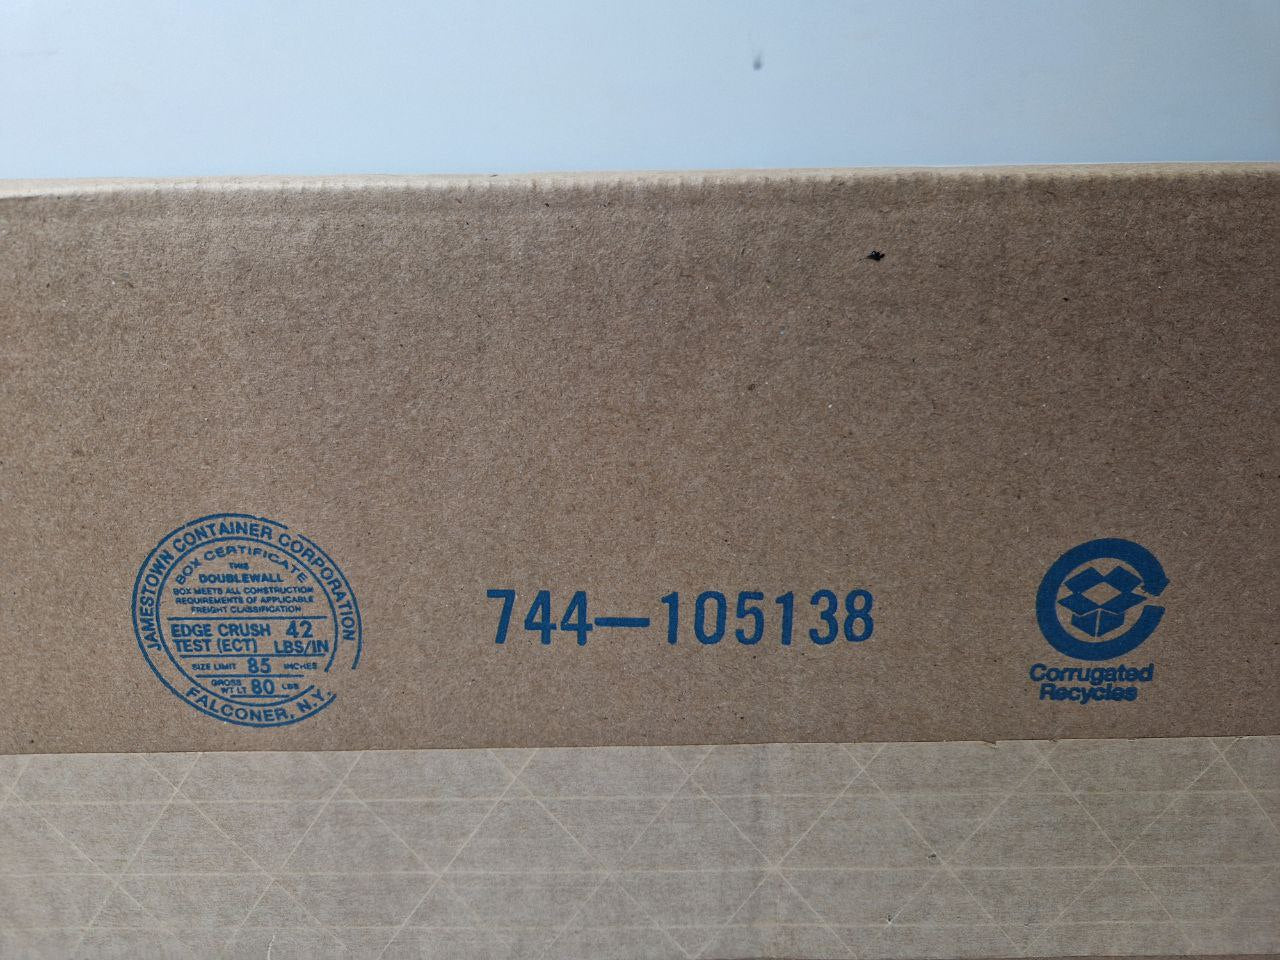 JAMESTOWN CONTAINER CORPORATION
BOX CERTIFICATE
THIS
DOUBLEWALL
BOX MEETS ALL CONSTRUCTION
REQUIREMENTS OF APPLICABLE
FREIGHT CLASSIFICATION
EDGE CRUSH 42
TEST (ECT) LBS/IN
SIZE LIMIT 85 INCHES
GROSS
WT LT 80 LBS
FALCONER, N.Y.
744-105138
Corrugated
Recycles